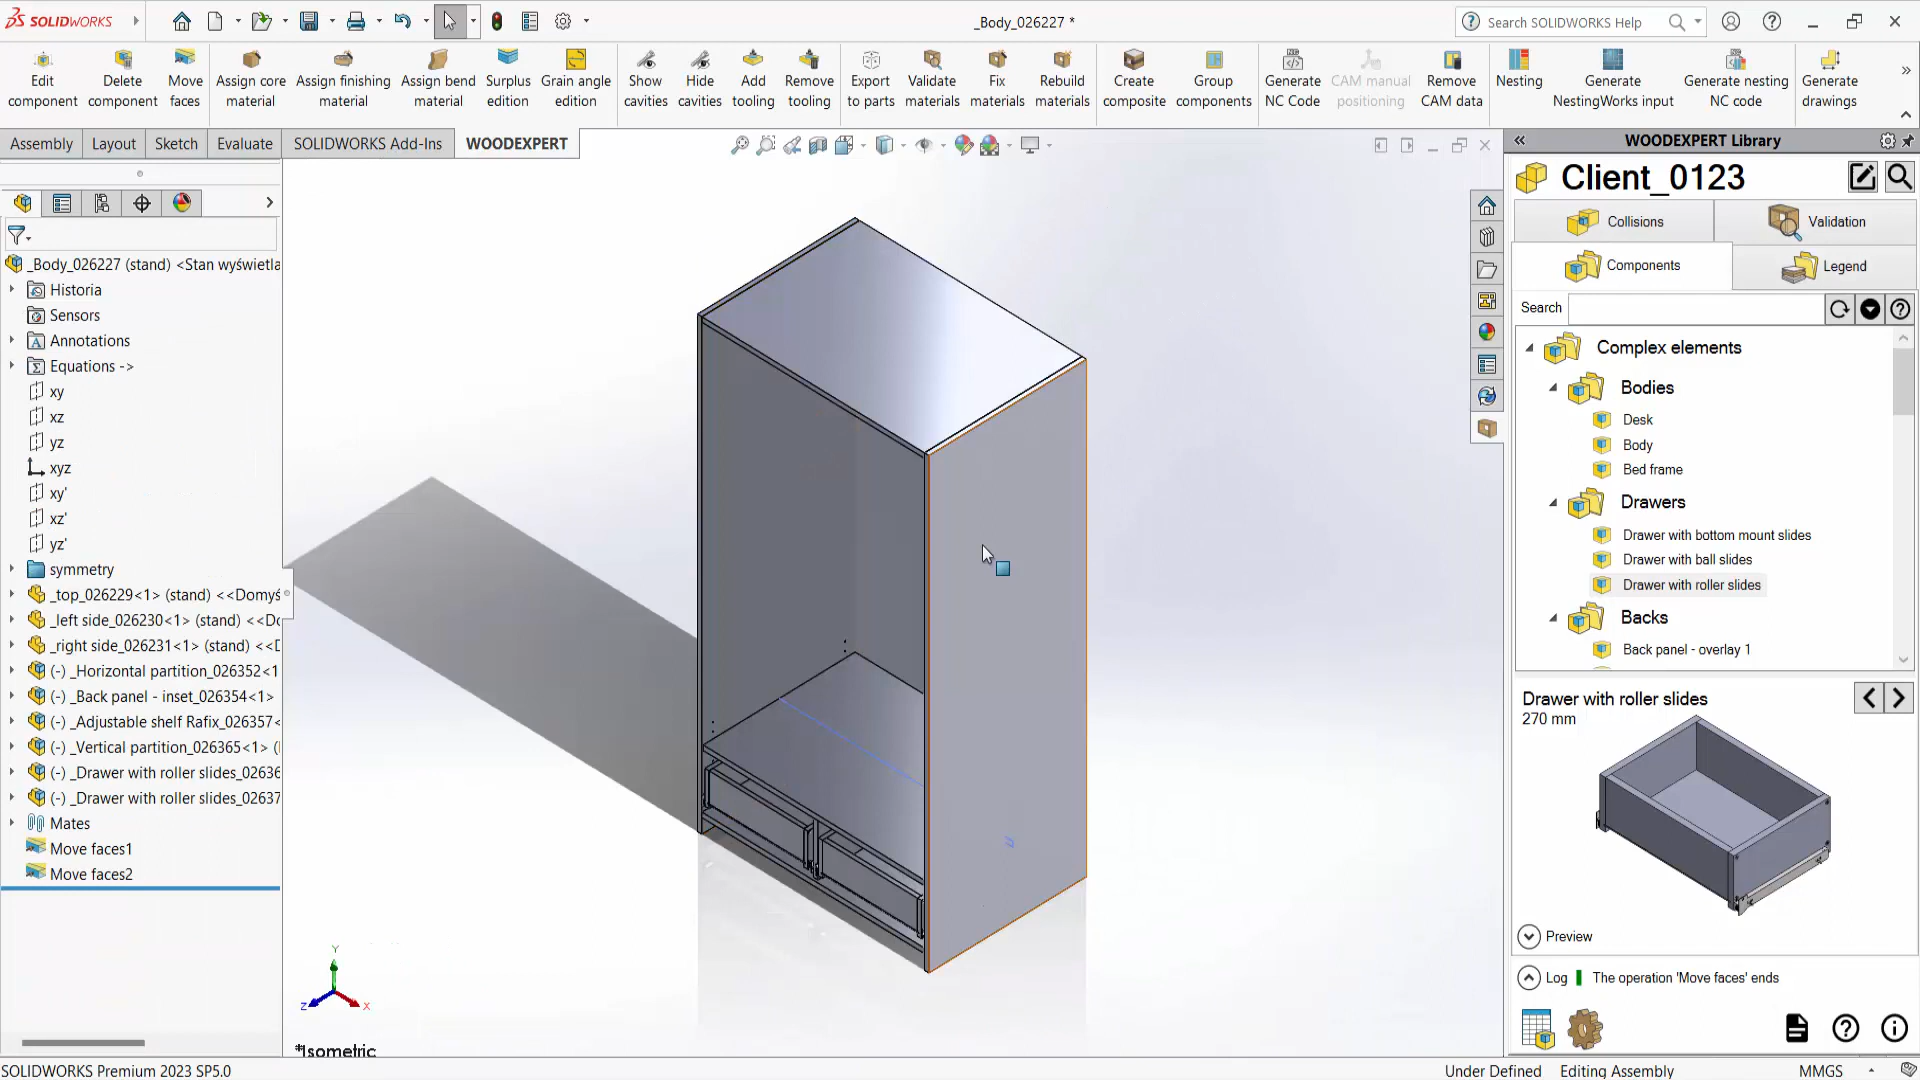 SOLIDWORKS
_Body_026227 *
Search SOLIDWORKS Help
Edit component
Delete component
Move faces
Assign core material
Assign finishing material
Assign bend material
Surplus edition
Grain angle edition
Show cavities
Hide cavities
Add tooling
Remove tooling
Export to parts
Validate materials
Fix materials
Rebuild materials
Create composite
Group components
Generate NC Code
CAM manual positioning
Remove CAM data
Nesting
Generate NestingWorks input
Generate nesting NC code
Generate drawings
Assembly
Layout
Sketch
Evaluate
SOLIDWORKS Add-Ins
WOODEXPERT
_Body_026227 (stand) <Stan wyświetla
Historia
Sensors
Annotations
Equations ->
xy
xz
yz
xyz
xy'
xz'
yz'
symmetry
_top_026229<1> (stand) <<Domyś
_left side_026230<1> (stand) <<Do
_right side_026231<1> (stand) <<D
(-) _Horizontal partition_026352<1
(-) _Back panel - inset_026354<1>
(-) _Adjustable shelf Rafix_026357<
(-) _Vertical partition_026365<1> (
(-) _Drawer with roller slides_02636
(-) _Drawer with roller slides_02637
Mates
Move faces1
Move faces2
Y
Z
X
*Isometric
WOODEXPERT Library
Client_0123
Collisions
Validation
Components
Legend
Search
Complex elements
Bodies
Desk
Body
Bed frame
Drawers
Drawer with bottom mount slides
Drawer with ball slides
Drawer with roller slides
Backs
Back panel - overlay 1
Drawer with roller slides
270 mm
Preview
Log
The operation 'Move faces' ends
SOLIDWORKS Premium 2023 SP5.0
Under Defined
Editing Assembly
MMGS